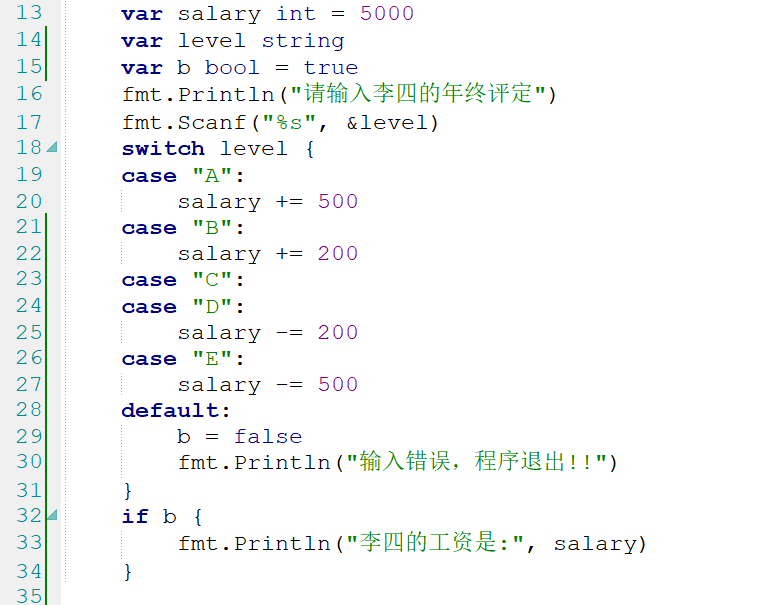 13 var salary int = 5000
14 var level string
15 var b bool = true
16 fmt.Println("请输入李四的年终评定")
17 fmt.Scanf("%s", &level)
18 switch level {
19 case "A":
20 salary += 500
21 case "B":
22 salary += 200
23 case "C":
24 case "D":
25 salary -= 200
26 case "E":
27 salary -= 500
28 default:
29 b = false
30 fmt.Println("输入错误，程序退出!!")
31 }
32 if b {
33 fmt.Println("李四的工资是:", salary)
34 }
35